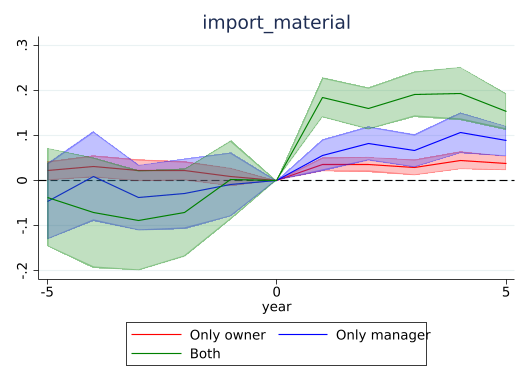 import_material
.3
.2
.1
0
-.1
-.2
-5
0
5
year
Only owner
Only manager
Both